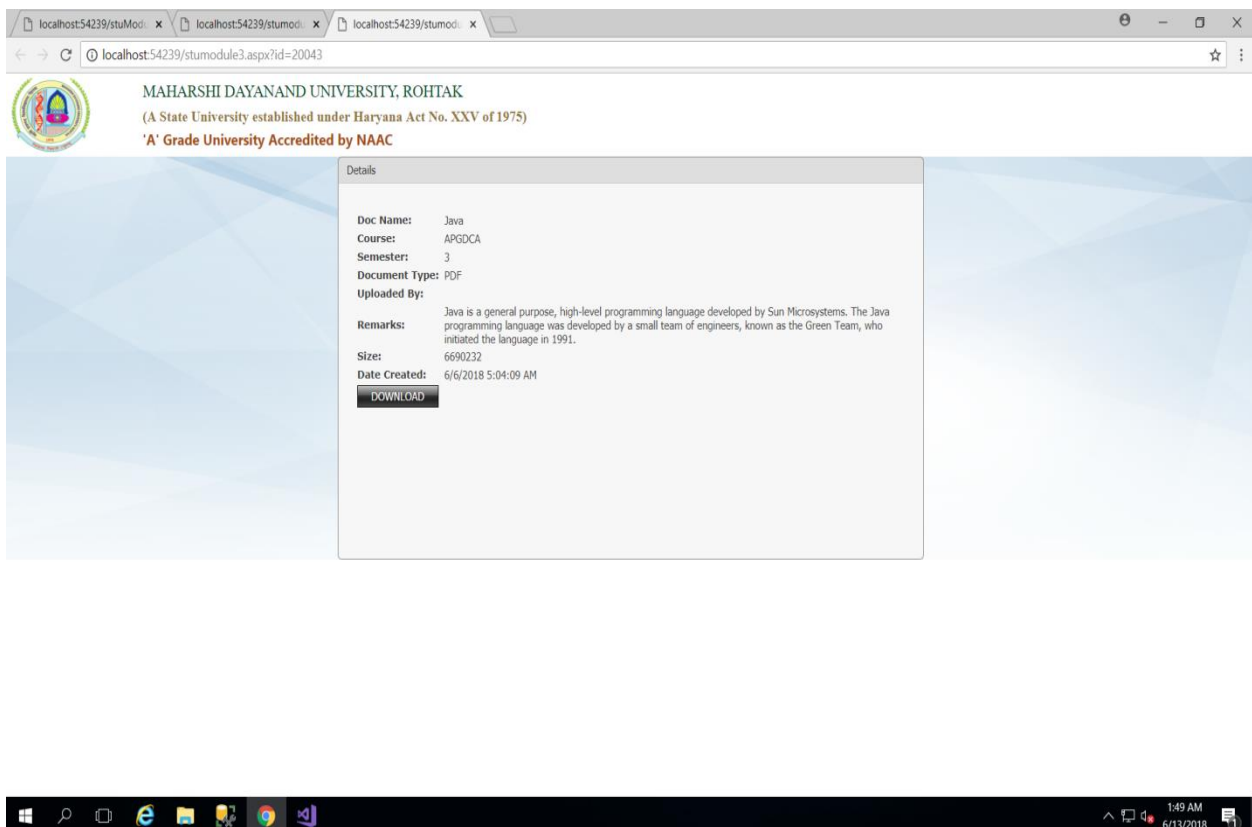 localhost:54239/stuModu localhost:54239/stumodu localhost:54239/stumodu
localhost:54239/stumodule3.aspx?id=20043
MAHARSHI DAYANAND UNIVERSITY, ROHTAK
(A State University established under Haryana Act No. XXV of 1975)
'A' Grade University Accredited by NAAC
Details
Doc Name: Java
Course: APGDCA
Semester: 3
Document Type: PDF
Uploaded By:
Remarks: Java is a general purpose, high-level programming language developed by Sun Microsystems. The Java
programming language was developed by a small team of engineers, known as the Green Team, who
initiated the language in 1991.
Size: 6690232
Date Created: 6/6/2018 5:04:09 AM
DOWNLOAD
1:49 AM
6/13/2018